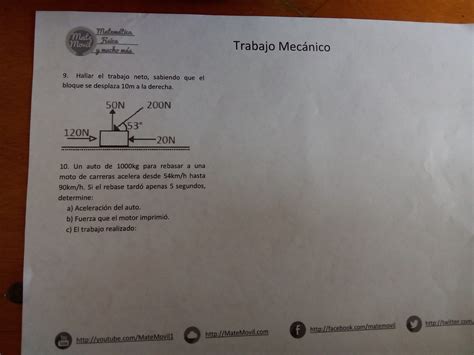 Mate
Movil
Matemática,
Física
y mucho más
Trabajo Mecánico
9. Hallar el trabajo neto, sabiendo que el
bloque se desplaza 10m a la derecha.
50N
200N
53°
120N
20N
10. Un auto de 1000kg para rebasar a una
moto de carreras acelera desde 54km/h hasta
90km/h. Si el rebase tardó apenas 5 segundos,
determine:
a) Aceleración del auto.
b) Fuerza que el motor imprimió.
c) El trabajo realizado:
http://youtube.com/MateMovil1
http://MateMovil.com
http://facebook.com/matemovil
http://twitter.com